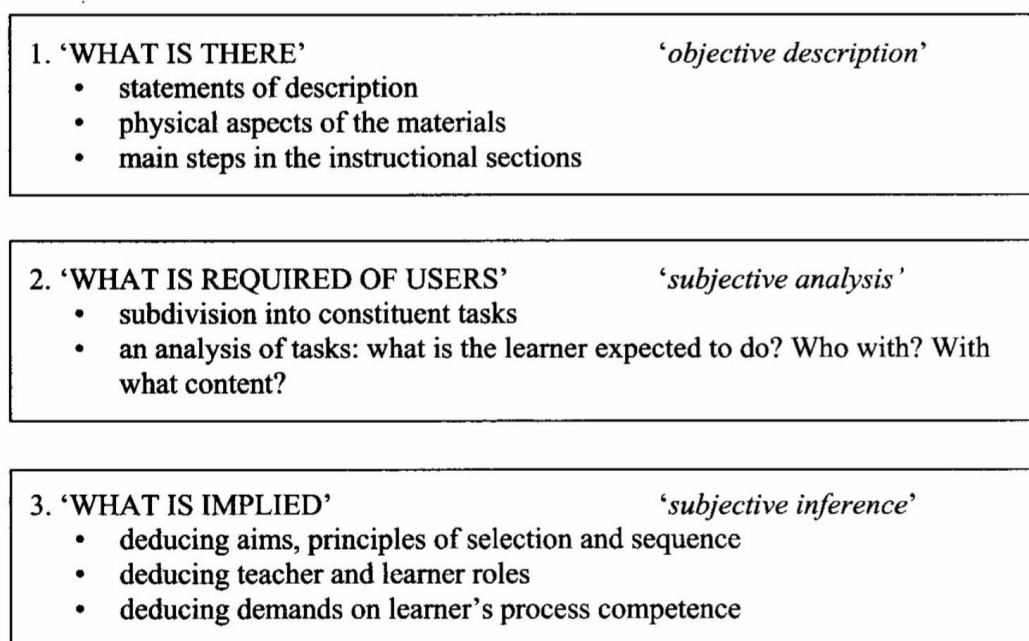 1. ‘WHAT IS THERE’ ‘objective description’
• statements of description
• physical aspects of the materials
• main steps in the instructional sections
2. ‘WHAT IS REQUIRED OF USERS’ ‘subjective analysis’
• subdivision into constituent tasks
• an analysis of tasks: what is the learner expected to do? Who with? With
what content?
3. ‘WHAT IS IMPLIED’ ‘subjective inference’
• deducing aims, principles of selection and sequence
• deducing teacher and learner roles
• deducing demands on learner’s process competence